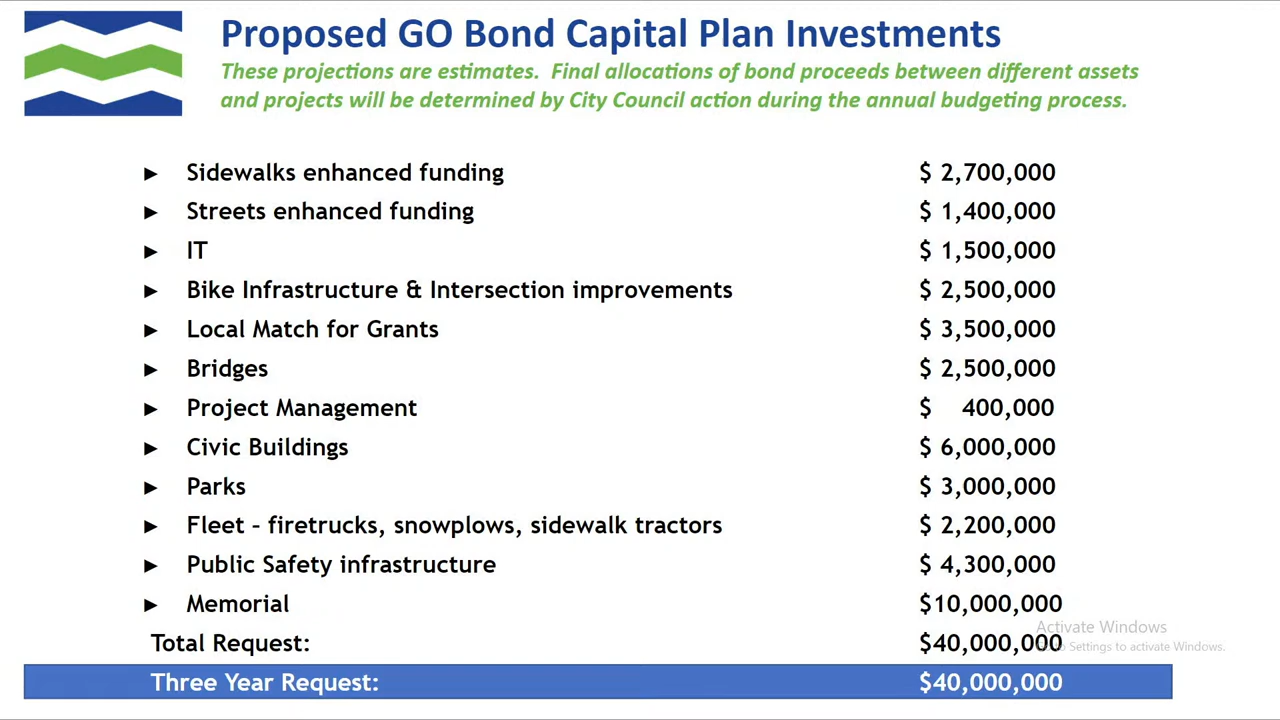 Proposed GO Bond Capital Plan Investments
These projections are estimates.  Final allocations of bond proceeds between different assets
and projects will be determined by City Council action during the annual budgeting process.
► Sidewalks enhanced funding $ 2,700,000
► Streets enhanced funding $ 1,400,000
► IT $ 1,500,000
► Bike Infrastructure & Intersection improvements $ 2,500,000
► Local Match for Grants $ 3,500,000
► Bridges $ 2,500,000
► Project Management $ 400,000
► Civic Buildings $ 6,000,000
► Parks $ 3,000,000
► Fleet – firetrucks, snowplows, sidewalk tractors $ 2,200,000
► Public Safety infrastructure $ 4,300,000
► Memorial $10,000,000
Activate Windows
Total Request: $40,000,000
to Settings to activate Windows.
Three Year Request: $40,000,000